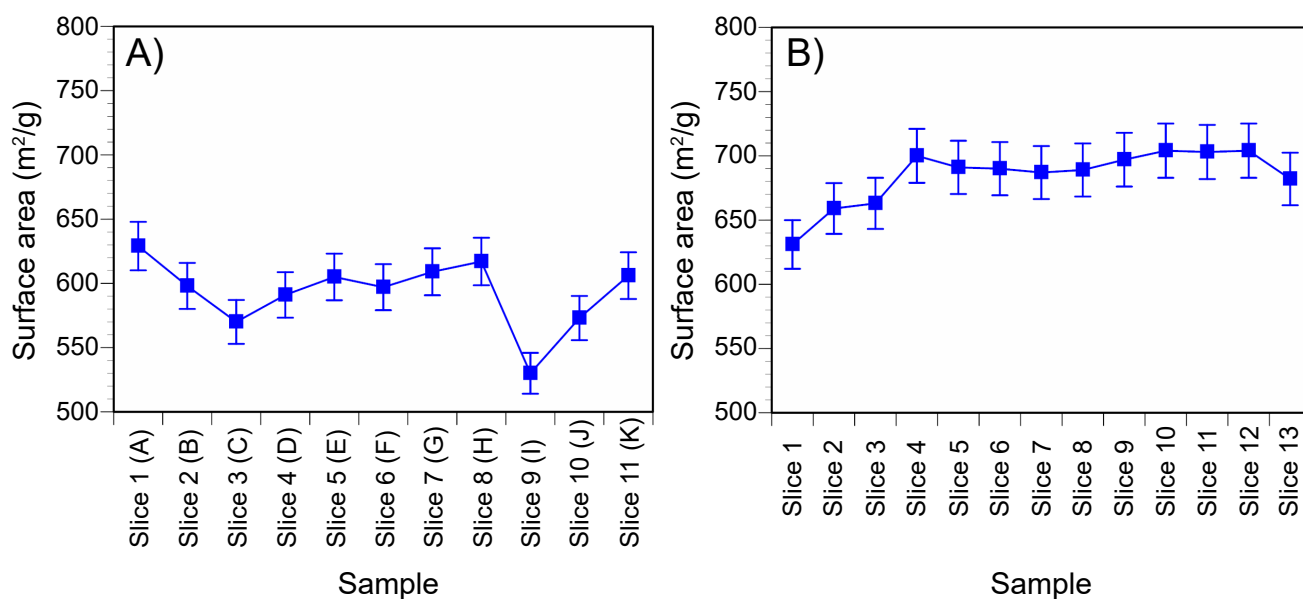 A)
Surface area (m²/g)
800
750
700
650
600
550
500
Slice 1 (A)
Slice 2 (B)
Slice 3 (C)
Slice 4 (D)
Slice 5 (E)
Slice 6 (F)
Slice 7 (G)
Slice 8 (H)
Slice 9 (I)
Slice 10 (J)
Slice 11 (K)
Sample
B)
Surface area (m²/g)
800
750
700
650
600
550
500
Slice 1
Slice 2
Slice 3
Slice 4
Slice 5
Slice 6
Slice 7
Slice 8
Slice 9
Slice 10
Slice 11
Slice 12
Slice 13
Sample